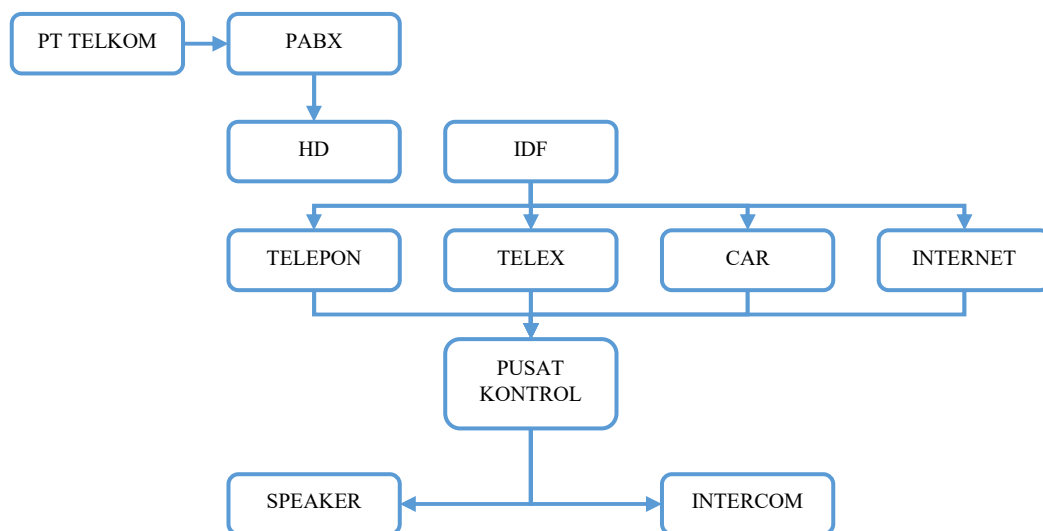 PT TELKOM
PABX
HD
IDF
TELEPON
TELEX
CAR
INTERNET
PUSAT
KONTROL
SPEAKER
INTERCOM